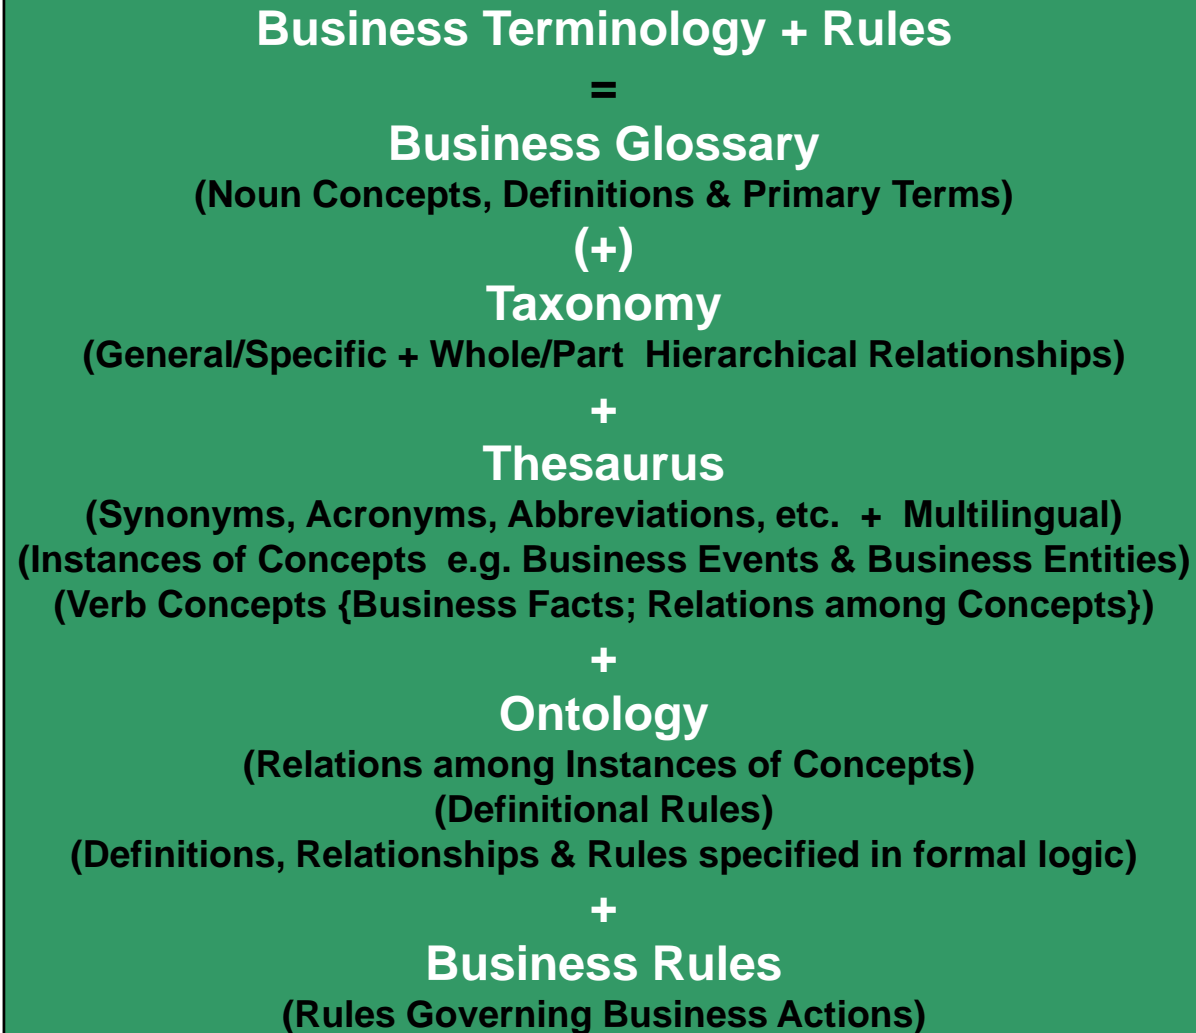 Business Terminology + Rules
=
Business Glossary
(Noun Concepts, Definitions & Primary Terms)
(+)
Taxonomy
(General/Specific + Whole/Part  Hierarchical Relationships)
+
Thesaurus
(Synonyms, Acronyms, Abbreviations, etc.  +  Multilingual)
(Instances of Concepts  e.g. Business Events & Business Entities)
(Verb Concepts {Business Facts; Relations among Concepts})
+
Ontology
(Relations among Instances of Concepts)
(Definitional Rules)
(Definitions, Relationships & Rules specified in formal logic)
+
Business Rules
(Rules Governing Business Actions)